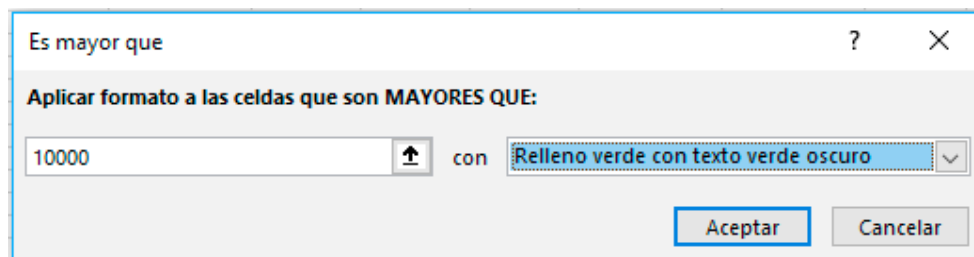 Es mayor que ?
Aplicar formato a las celdas que son MAYORES QUE:
10000 con Relleno verde con texto verde oscuro
Aceptar Cancelar